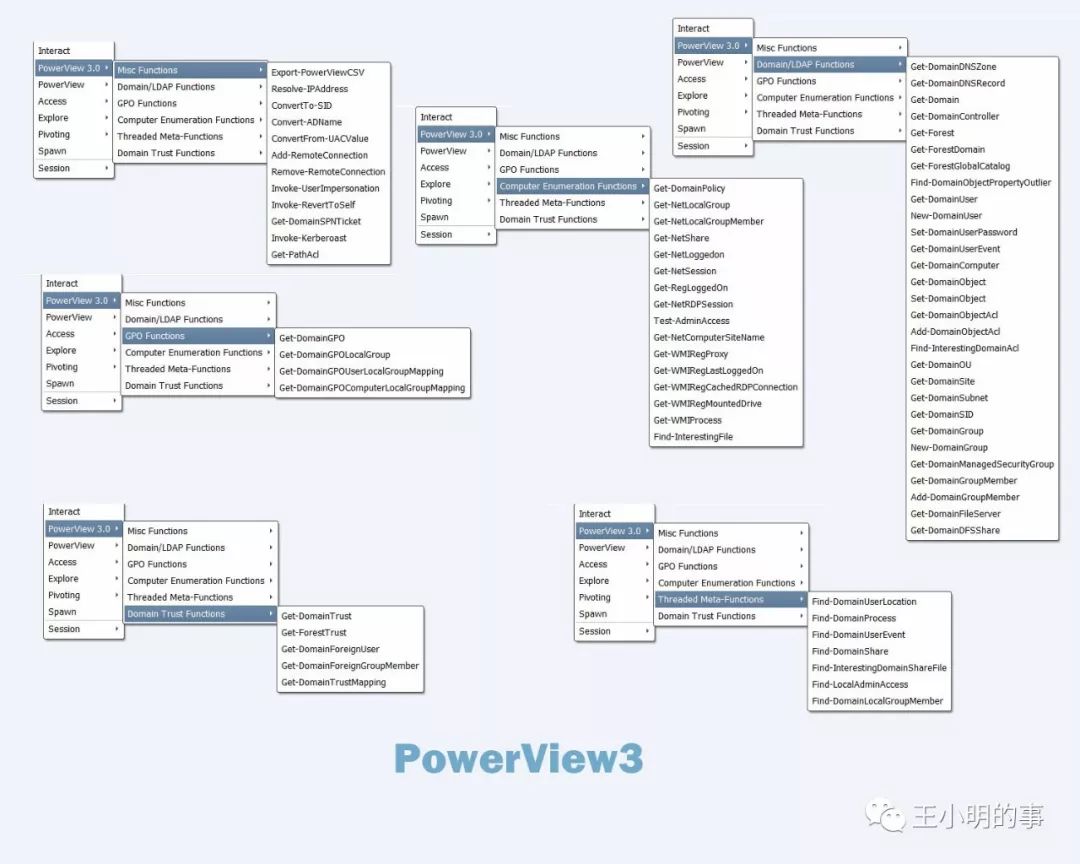 Interact
PowerView 3.0
PowerView
Access
Explore
Pivoting
Spawn
Session
Misc Functions
Domain/LDAP Functions
GPO Functions
Computer Enumeration Functions
Threaded Meta-Functions
Domain Trust Functions
Export-PowerViewCSV
Resolve-IPAddress
ConvertTo-SID
Convert-ADName
ConvertFrom-UACValue
Add-RemoteConnection
Remove-RemoteConnection
Invoke-UserImpersonation
Invoke-RevertToSelf
Get-DomainSPNTicket
Invoke-Kerberoast
Get-PathAcl
Interact
PowerView 3.0
PowerView
Access
Explore
Pivoting
Spawn
Session
Misc Functions
Domain/LDAP Functions
GPO Functions
Computer Enumeration Functions
Threaded Meta-Functions
Domain Trust Functions
Get-DomainPolicy
Get-NetLocalGroup
Get-NetLocalGroupMember
Get-NetShare
Get-NetLoggedon
Get-NetSession
Get-RegLoggedOn
Get-NetRDPSession
Test-AdminAccess
Get-NetComputerSiteName
Get-WMIRegProxy
Get-WMIRegLastLoggedOn
Get-WMIRegCachedRDPConnection
Get-WMIRegMountedDrive
Get-WMIProcess
Find-InterestingFile
Interact
PowerView 3.0
PowerView
Access
Explore
Pivoting
Spawn
Session
Misc Functions
Domain/LDAP Functions
GPO Functions
Computer Enumeration Functions
Threaded Meta-Functions
Domain Trust Functions
Get-DomainDNSZone
Get-DomainDNSRecord
Get-Domain
Get-DomainController
Get-Forest
Get-ForestDomain
Get-ForestGlobalCatalog
Find-DomainObjectPropertyOutlier
Get-DomainUser
New-DomainUser
Set-DomainUserPassword
Get-DomainUserEvent
Get-DomainComputer
Get-DomainObject
Set-DomainObject
Get-DomainObjectAcl
Add-DomainObjectAcl
Find-InterestingDomainAcl
Get-DomainOU
Get-DomainSite
Get-DomainSubnet
Get-DomainSID
Get-DomainGroup
New-DomainGroup
Get-DomainManagedSecurityGroup
Get-DomainGroupMember
Add-DomainGroupMember
Get-DomainFileServer
Get-DomainDFSShare
Interact
PowerView 3.0
PowerView
Access
Explore
Pivoting
Spawn
Session
Misc Functions
Domain/LDAP Functions
GPO Functions
Computer Enumeration Functions
Threaded Meta-Functions
Domain Trust Functions
Get-DomainGPO
Get-DomainGPOLocalGroup
Get-DomainGPOUserLocalGroupMapping
Get-DomainGPOComputerLocalGroupMapping
Interact
PowerView 3.0
PowerView
Access
Explore
Pivoting
Spawn
Session
Misc Functions
Domain/LDAP Functions
GPO Functions
Computer Enumeration Functions
Threaded Meta-Functions
Domain Trust Functions
Get-DomainTrust
Get-ForestTrust
Get-DomainForeignUser
Get-DomainForeignGroupMember
Get-DomainTrustMapping
Interact
PowerView 3.0
PowerView
Access
Explore
Pivoting
Spawn
Session
Misc Functions
Domain/LDAP Functions
GPO Functions
Computer Enumeration Functions
Threaded Meta-Functions
Domain Trust Functions
Find-DomainUserLocation
Find-DomainProcess
Find-DomainUserEvent
Find-DomainShare
Find-InterestingDomainShareFile
Find-LocalAdminAccess
Find-DomainLocalGroupMember
PowerView3
王小明的事